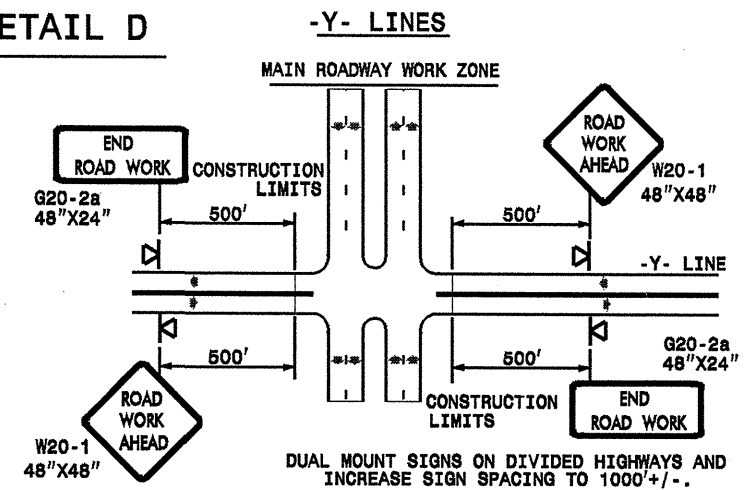 ETAIL D
-Y- LINES
MAIN ROADWAY WORK ZONE
END
ROAD WORK
G20-2a
48"X24"
CONSTRUCTION
LIMITS
500'
ROAD
WORK
AHEAD
W20-1
48"X48"
500'
-Y- LINE
500'
ROAD
WORK
AHEAD
W20-1
48"X48"
500'
G20-2a
48"X24"
CONSTRUCTION
LIMITS
END
ROAD WORK
DUAL MOUNT SIGNS ON DIVIDED HIGHWAYS AND
INCREASE SIGN SPACING TO 1000'+/-.